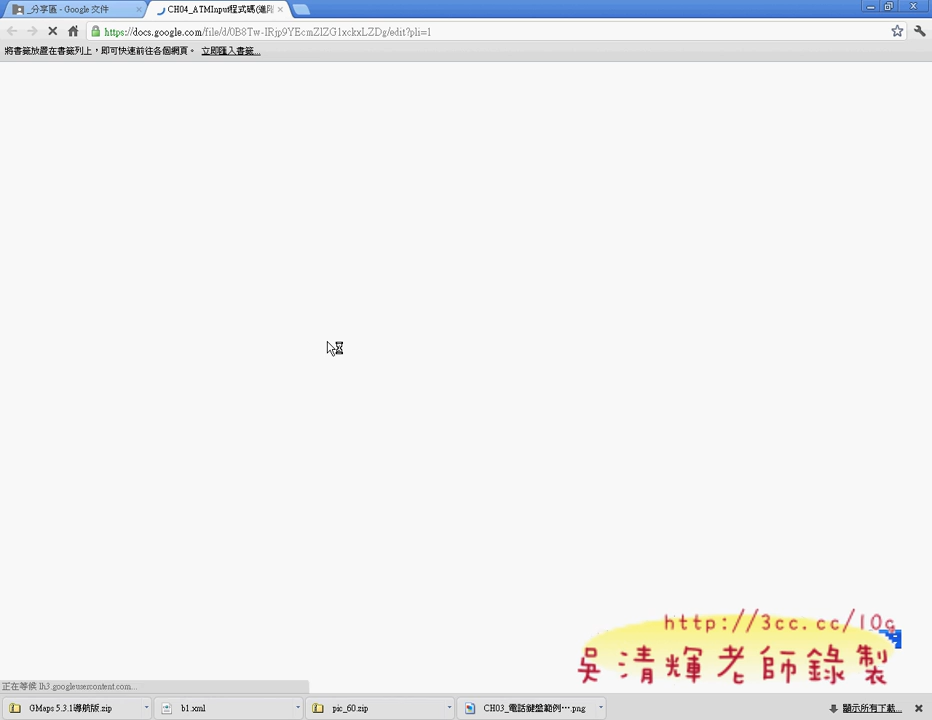 _分享區 - Google 文件
CH04_ATMInput程式碼(進階
https://docs.google.com/file/d/0B8Tw-IRjp9YEcmZIZG1xckxLZDg/edit?pli=1
將書籤放置在書籤列上，即可快速前往各個網頁。 立即匯入書籤...
http://3cc.cc/10g
吳清輝老師錄製
正在等候 lh3.googleusercontent.com...
GMaps 5.3.1導航版.zip
b1.xml
pic_60.zip
CH03_電話鍵盤範例⋯.png
顯示所有下載...